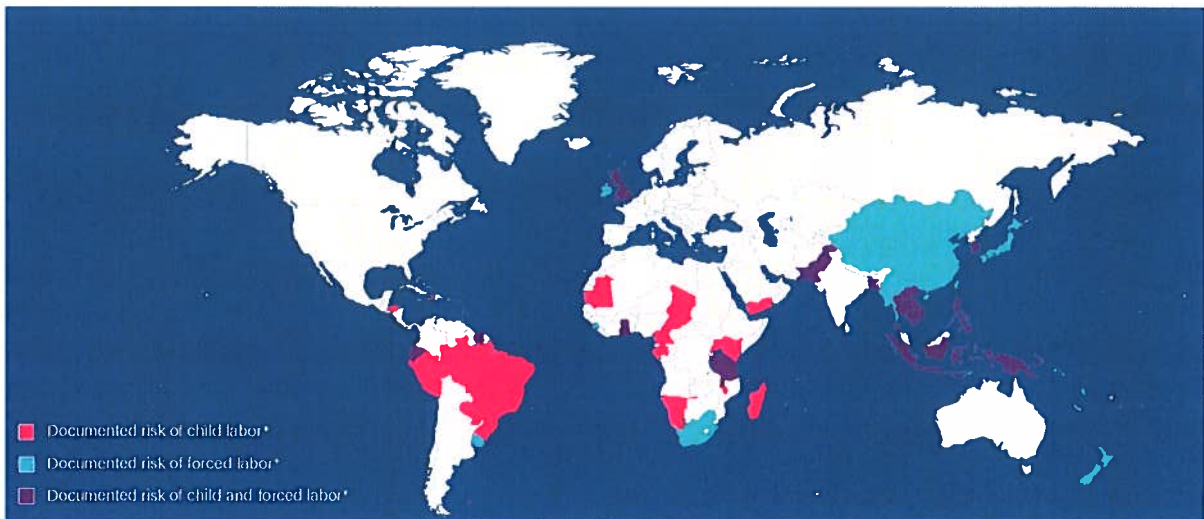 Documented risk of child labor*
Documented risk of forced labor*
Documented risk of child and forced labor*